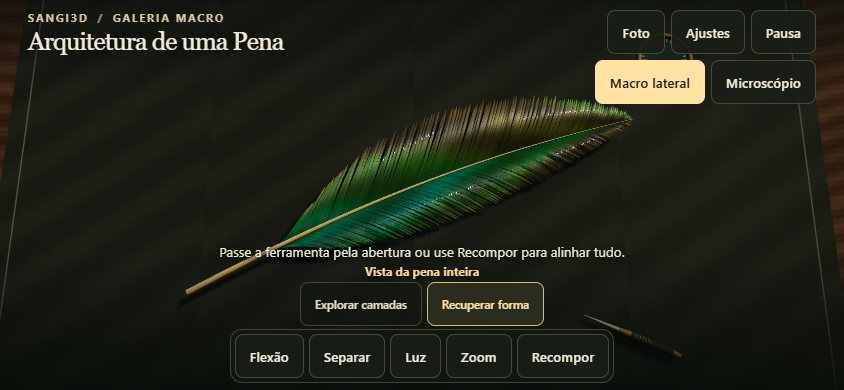 SANGI3D / GALERIA MACRO
Arquitetura de uma Pena
Foto
Ajustes
Pausa
Macro lateral
Microscópio
Passe a ferramenta pela abertura ou use Recompor para alinhar tudo.
Vista da pena inteira
Explorar camadas
Recuperar forma
Flexão
Separar
Luz
Zoom
Recompor